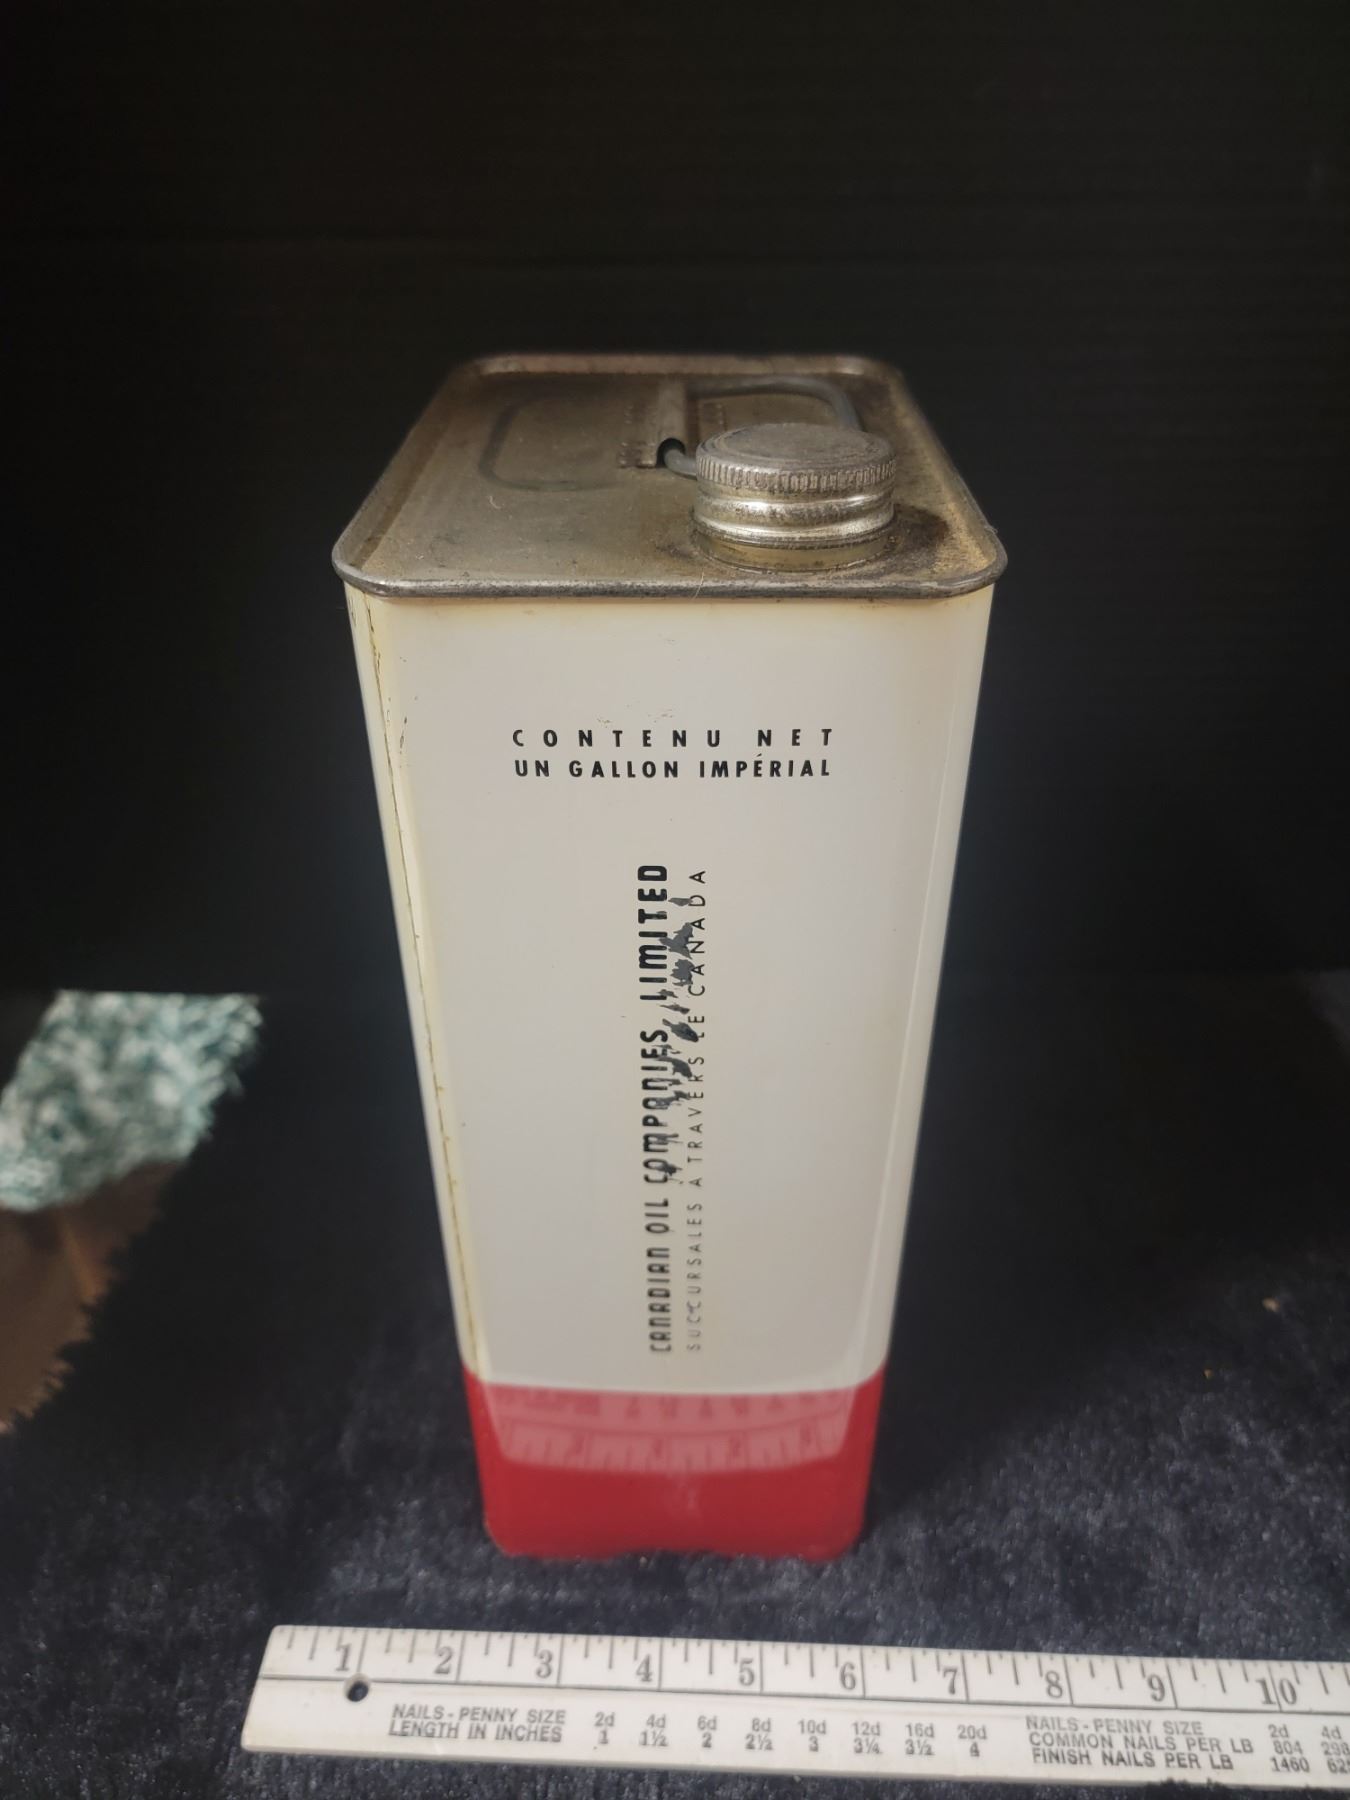 CONTENU NET
UN GALLON IMPÉRIAL
CANADIAN OIL COMPANIES, LIMITED
SUCCURSALES A TRAVERS LE CANADA
1 2 3 4 5 6 7 8 9 10
NAILS - PENNY SIZE 2d 4d 6d 8d 10d 12d 16d 20d
LENGTH IN INCHES 1 1½ 2 2½ 3 3¼ 3½ 4
NAILS - PENNY SIZE 2d 4d
COMMON NAILS PER LB 804
FINISH NAILS PER LB 1460